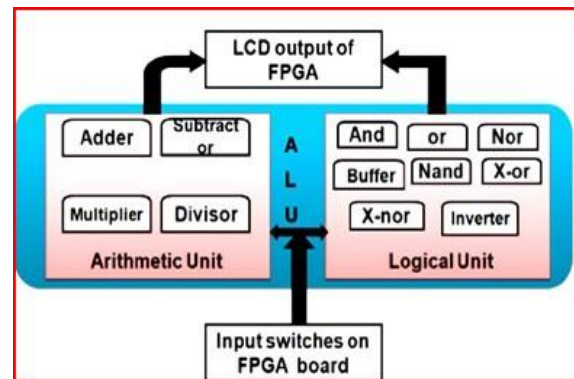 LCD output of
FPGA
Adder
Subtract
or
Multiplier
Divisor
Arithmetic Unit
A
L
U
And
or
Nor
Buffer
Nand
X-or
X-nor
Inverter
Logical Unit
Input switches on
FPGA board